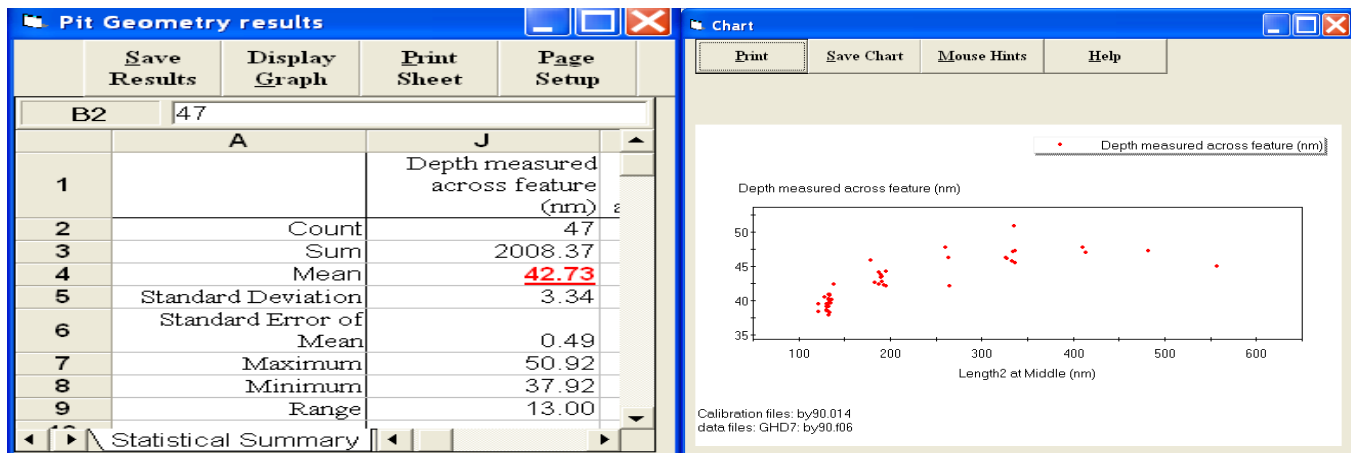 Pit Geometry results
Save Results
Display Graph
Print Sheet
Page Setup
B2 47
A J
1 Depth measured across feature (nm)
2 Count 47
3 Sum 2008.37
4 Mean 42.73
5 Standard Deviation 3.34
6 Standard Error of Mean 0.49
7 Maximum 50.92
8 Minimum 37.92
9 Range 13.00
Statistical Summary
Chart
Print Save Chart Mouse Hints Help
Depth measured across feature (nm)
Depth measured across feature (nm)
50
45
40
35
100 200 300 400 500 600
Length2 at Middle (nm)
Calibration files: by90.014
data files: GHD7: by90.f06